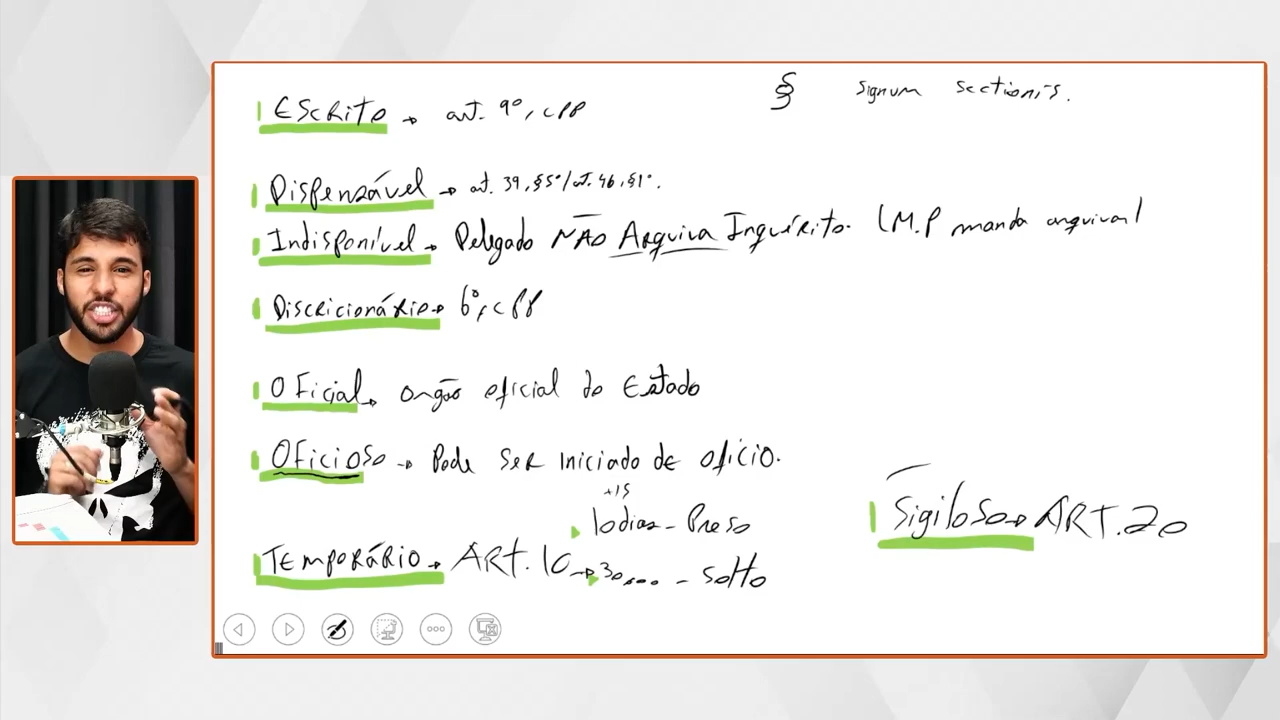 Escrito → art. 9º, CPP
§ signum sectionis.
Dispensável → art. 39, §5º / art. 46, §1º.
Indisponível → Delegado NÃO Arquiva Inquérito. (M.P manda arquivar)
Discricionário → 6º, CPP
Oficial → orgão oficial do Estado
Oficioso → Pode ser iniciado de ofício.
+15
10 dias - Preso
Temporário → ART. 10 → 30 - Solto
Sigiloso → ART. 20